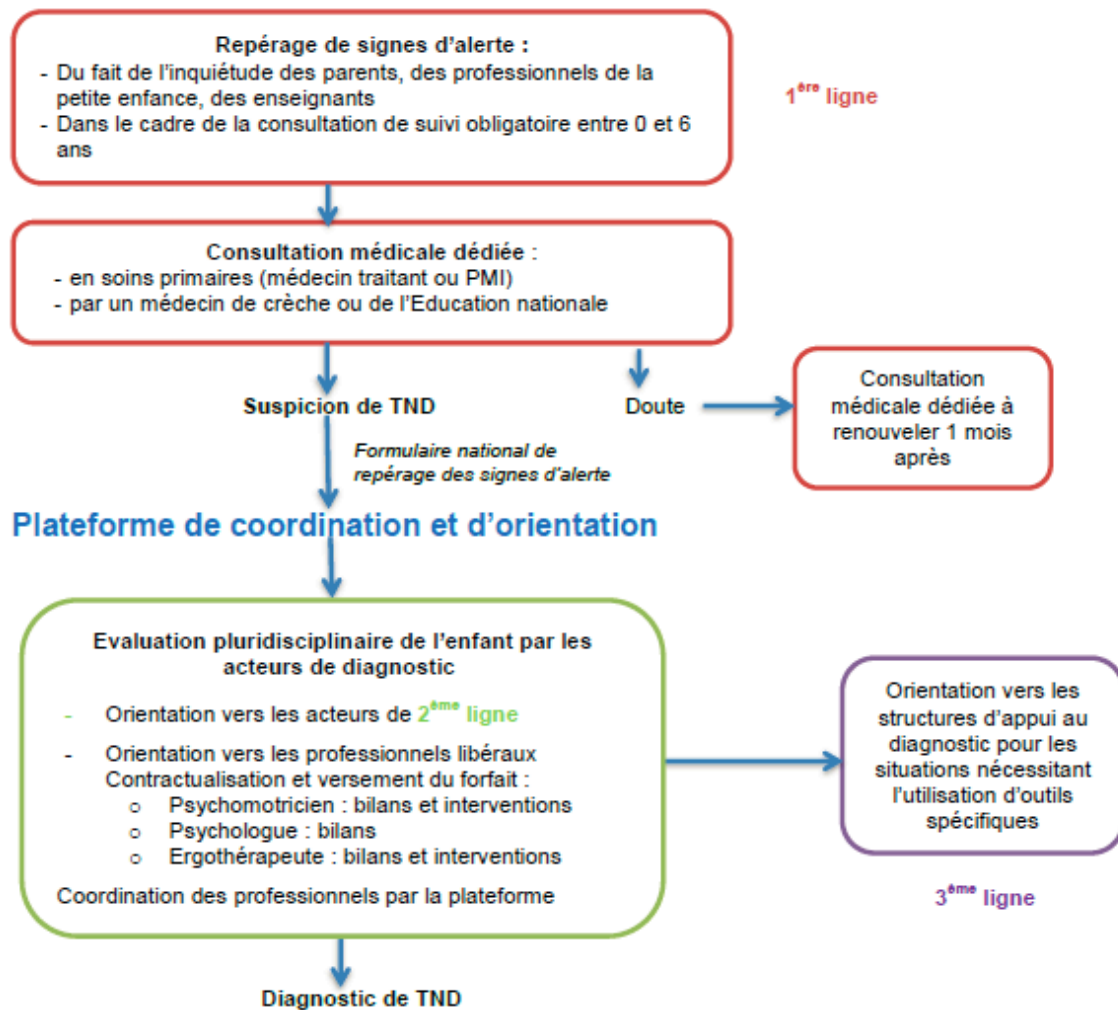 Repérage de signes d'alerte :
- Du fait de l'inquiétude des parents, des professionnels de la
petite enfance, des enseignants
- Dans le cadre de la consultation de suivi obligatoire entre 0 et 6
ans
1ère ligne
Consultation médicale dédiée :
- en soins primaires (médecin traitant ou PMI)
- par un médecin de crèche ou de l'Education nationale
Suspicion de TND
Doute
Consultation
médicale dédiée à
renouveler 1 mois
après
Formulaire national de
repérage des signes d'alerte
Plateforme de coordination et d'orientation
Evaluation pluridisciplinaire de l'enfant par les
acteurs de diagnostic
- Orientation vers les acteurs de 2ème ligne
- Orientation vers les professionnels libéraux
Contractualisation et versement du forfait :
o Psychomotricien : bilans et interventions
o Psychologue : bilans
o Ergothérapeute : bilans et interventions
Coordination des professionnels par la plateforme
Orientation vers les
structures d'appui au
diagnostic pour les
situations nécessitant
l'utilisation d'outils
spécifiques
3ème ligne
Diagnostic de TND